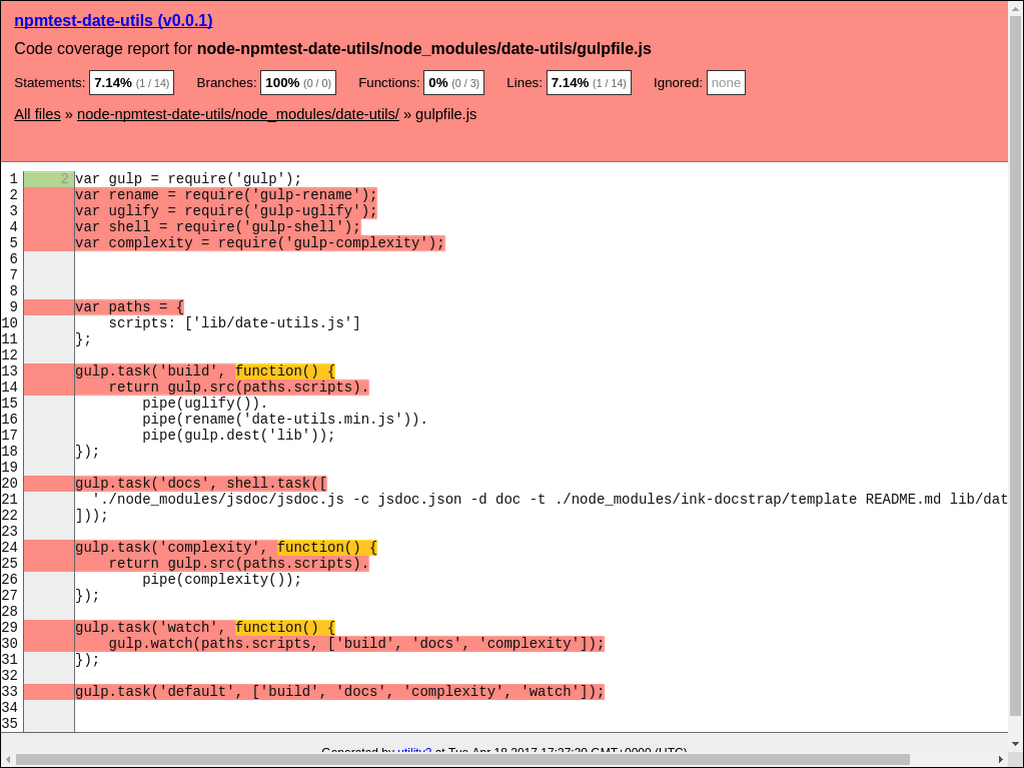 npmtest-date-utils (v0.0.1)
Code coverage report for node-npmtest-date-utils/node_modules/date-utils/gulpfile.js
Statements: 7.14% (1 / 14) Branches: 100% (0 / 0) Functions: 0% (0 / 3) Lines: 7.14% (1 / 14) Ignored: none
All files » node-npmtest-date-utils/node_modules/date-utils/ » gulpfile.js
1 2 var gulp = require('gulp');
2 var rename = require('gulp-rename');
3 var uglify = require('gulp-uglify');
4 var shell = require('gulp-shell');
5 var complexity = require('gulp-complexity');
6
7
8
9 var paths = {
10     scripts: ['lib/date-utils.js']
11 };
12
13 gulp.task('build', function() {
14     return gulp.src(paths.scripts).
15         pipe(uglify()).
16         pipe(rename('date-utils.min.js')).
17         pipe(gulp.dest('lib'));
18 });
19
20 gulp.task('docs', shell.task([
21   './node_modules/jsdoc/jsdoc.js -c jsdoc.json -d doc -t ./node_modules/ink-docstrap/template README.md lib/dat
22 ]));
23
24 gulp.task('complexity', function() {
25     return gulp.src(paths.scripts).
26         pipe(complexity());
27 });
28
29 gulp.task('watch', function() {
30     gulp.watch(paths.scripts, ['build', 'docs', 'complexity']);
31 });
32
33 gulp.task('default', ['build', 'docs', 'complexity', 'watch']);
34
35
Generated by utility2 at Tue Apr 18 2017 17:37:39 GMT+0000 (UTC)